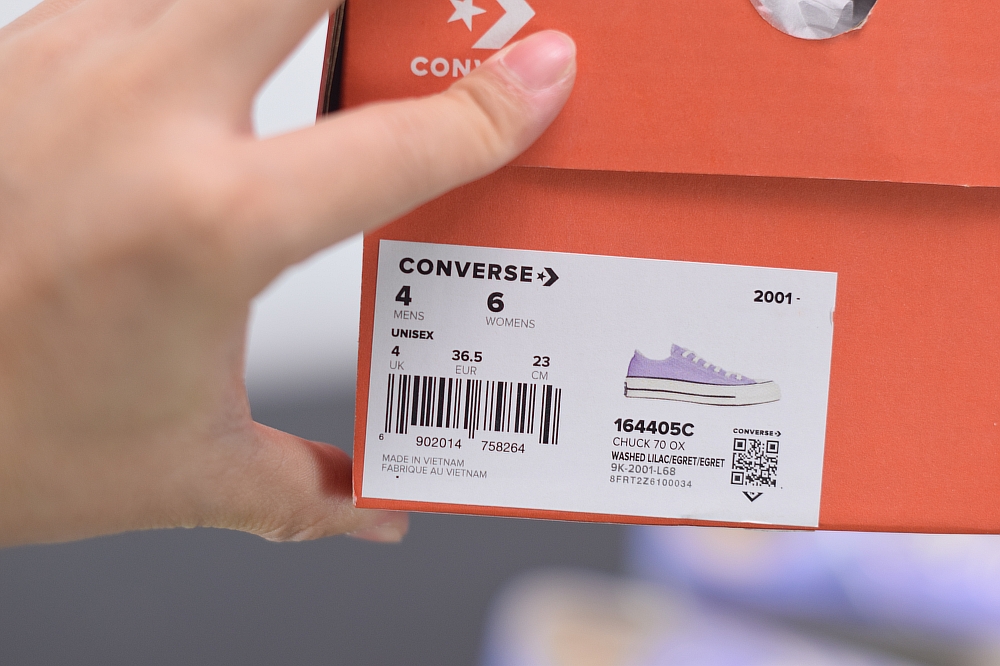 CONVERSE
2001 -
4 6
MENS WOMENS
UNISEX
4 36.5 23
UK EUR CM
6 902014 758264
MADE IN VIETNAM
FABRIQUE AU VIETNAM
164405C
CHUCK 70 OX
WASHED LILAC/EGRET/EGRET
9K-2001-L68
8FRT2Z6100034
CONVERSE